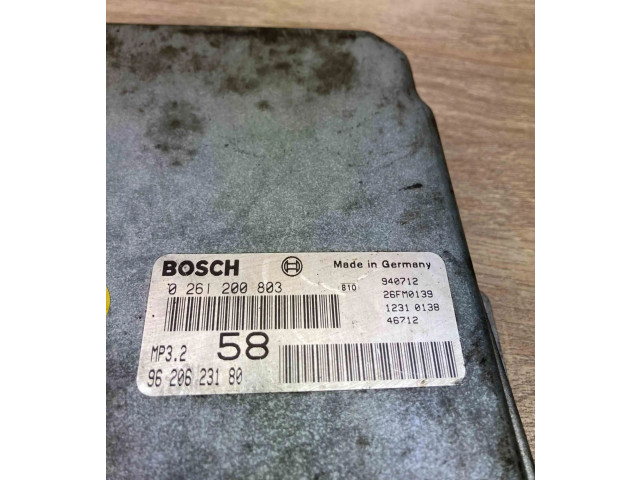 BOSCH Made in Germany
0 261 200 803 B10 940712
26FM0139
1231 0138
46712
MP3.2 58
96 206 231 80